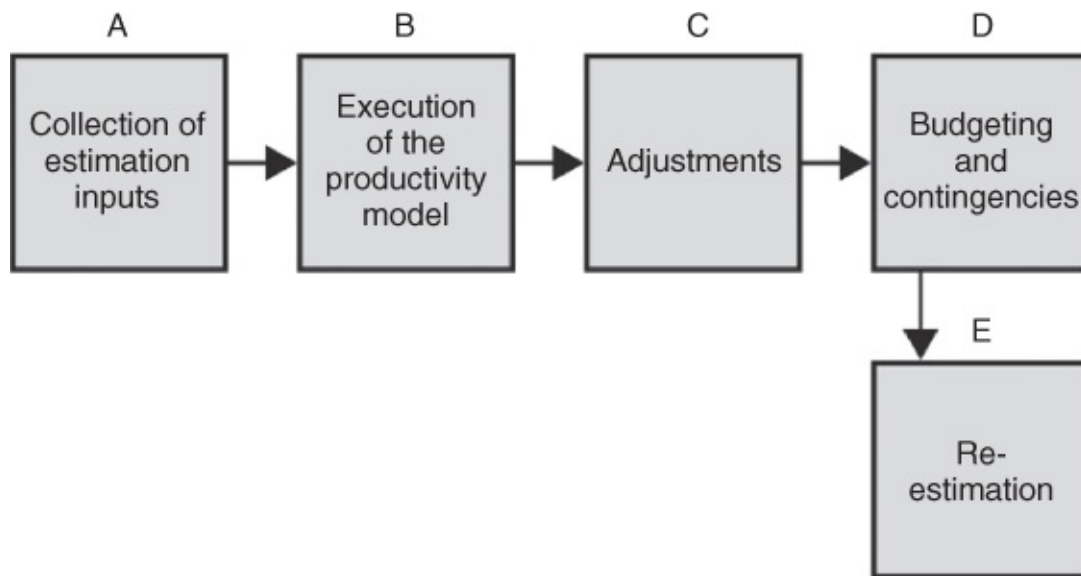 A
B
C
D
Collection of
estimation
inputs
Execution
of the
productivity
model
Adjustments
Budgeting
and
contingencies
E
Re-
estimation